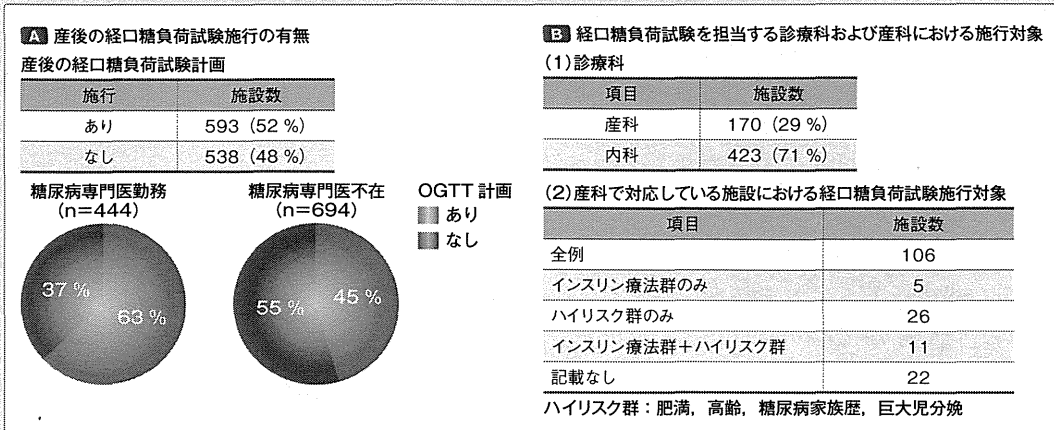 A 産後の経口糖負荷試験施行の有無
産後の経口糖負荷試験計画
施行 施設数
あり 593 (52 %)
なし 538 (48 %)
糖尿病専門医勤務
(n=444)
37 %
63 %
糖尿病専門医不在
(n=694)
55 %
45 %
OGTT 計画
あり
なし
B 経口糖負荷試験を担当する診療科および産科における施行対象
(1)診療科
項目 施設数
産科 170 (29 %)
内科 423 (71 %)
(2)産科で対応している施設における経口糖負荷試験施行対象
項目 施設数
全例 106
インスリン療法群のみ 5
ハイリスク群のみ 26
インスリン療法群+ハイリスク群 11
記載なし 22
ハイリスク群:肥満, 高齢, 糖尿病家族歴, 巨大児分娩